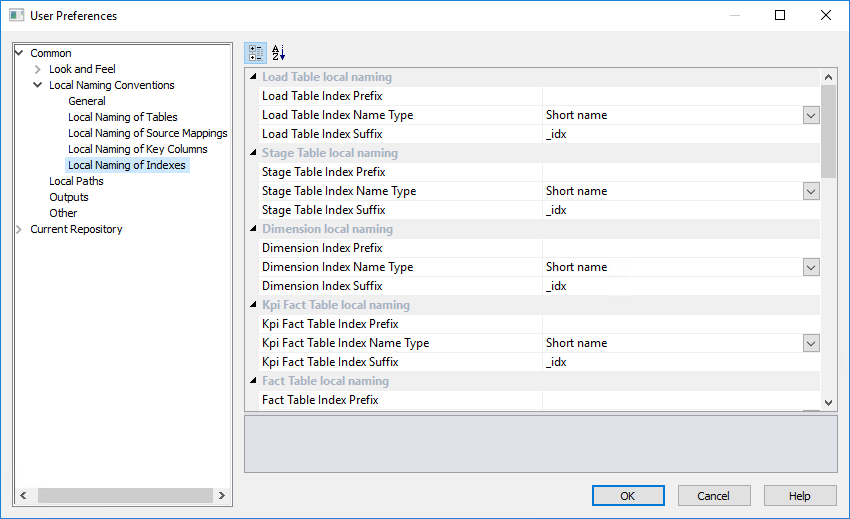 User Preferences
Common
Look and Feel
Local Naming Conventions
General
Local Naming of Tables
Local Naming of Source Mappings
Local Naming of Key Columns
Local Naming of Indexes
Local Paths
Outputs
Other
Current Repository
Load Table local naming
Load Table Index Prefix
Load Table Index Name Type Short name
Load Table Index Suffix _idx
Stage Table local naming
Stage Table Index Prefix
Stage Table Index Name Type Short name
Stage Table Index Suffix _idx
Dimension local naming
Dimension Index Prefix
Dimension Index Name Type Short name
Dimension Index Suffix _idx
Kpi Fact Table local naming
Kpi Fact Table Index Prefix
Kpi Fact Table Index Name Type Short name
Kpi Fact Table Index Suffix _idx
Fact Table local naming
Fact Table Index Prefix
OK Cancel Help